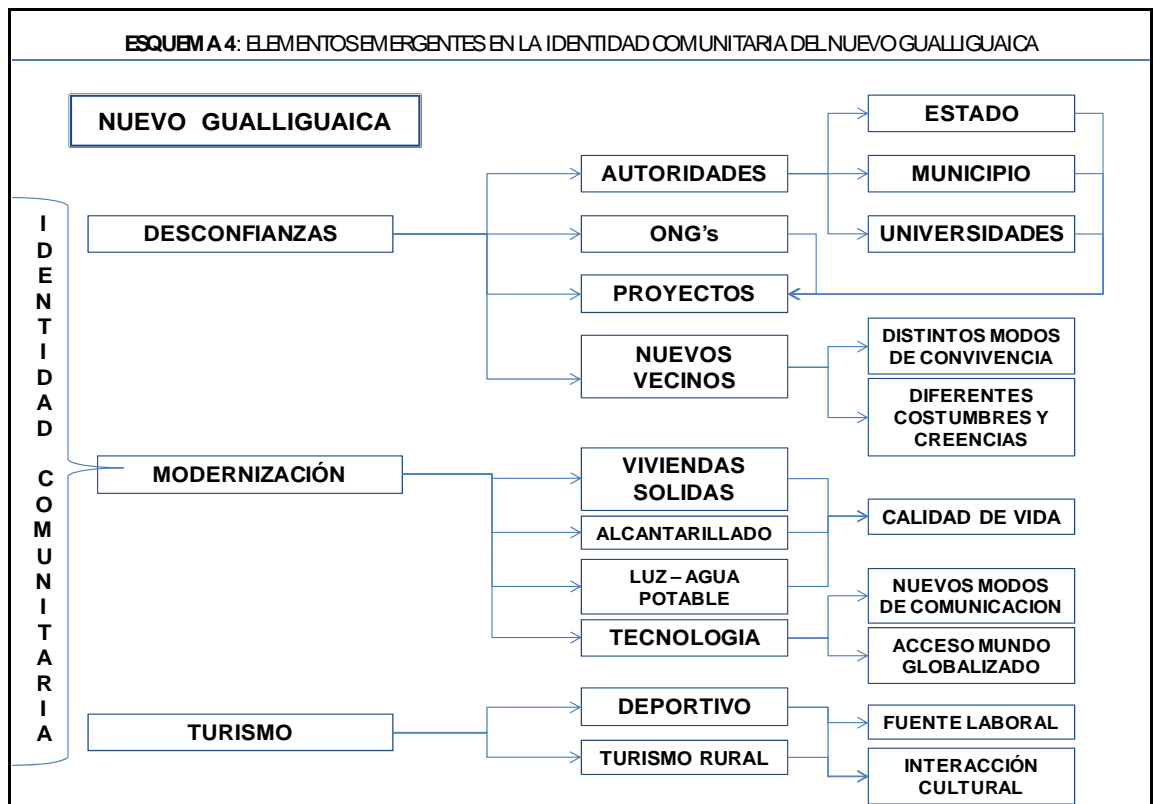 ESQUEMA 4: ELEMENTOS EMERGENTES EN LA IDENTIDAD COMUNITARIA DEL NUEVO GUALLIGUAICA
NUEVO GUALLIGUAICA
IDENTIDAD COMUNITARIA
DESCONFIANZAS
AUTORIDADES
ESTADO
MUNICIPIO
UNIVERSIDADES
ONG's
PROYECTOS
NUEVOS
VECINOS
DISTINTOS MODOS
DE CONVIVENCIA
DIFERENTES
COSTUMBRES Y
CREENCIAS
MODERNIZACIÓN
VIVIENDAS
SOLIDAS
ALCANTARILLADO
LUZ – AGUA
POTABLE
CALIDAD DE VIDA
TECNOLOGIA
NUEVOS MODOS
DE COMUNICACION
ACCESO MUNDO
GLOBALIZADO
TURISMO
DEPORTIVO
TURISMO RURAL
FUENTE LABORAL
INTERACCIÓN
CULTURAL